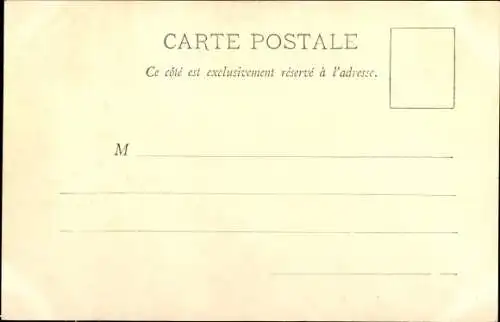 CARTE POSTALE
Ce côté est exclusivement réservé à l'adresse.
M